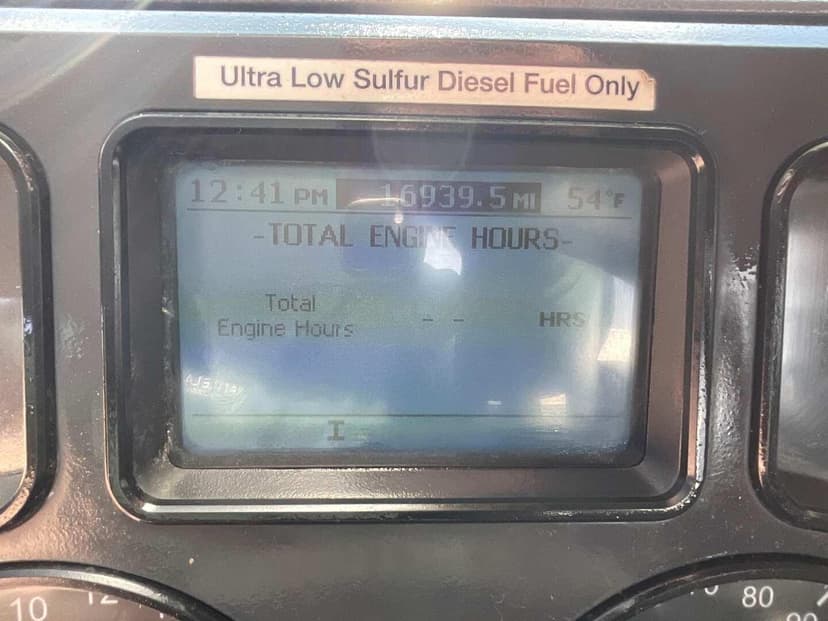 Ultra Low Sulfur Diesel Fuel Only
12:41 PM 16939.5 MI 54°F
-TOTAL ENGINE HOURS-
Total
Engine Hours - - HRS
I
10 12
80